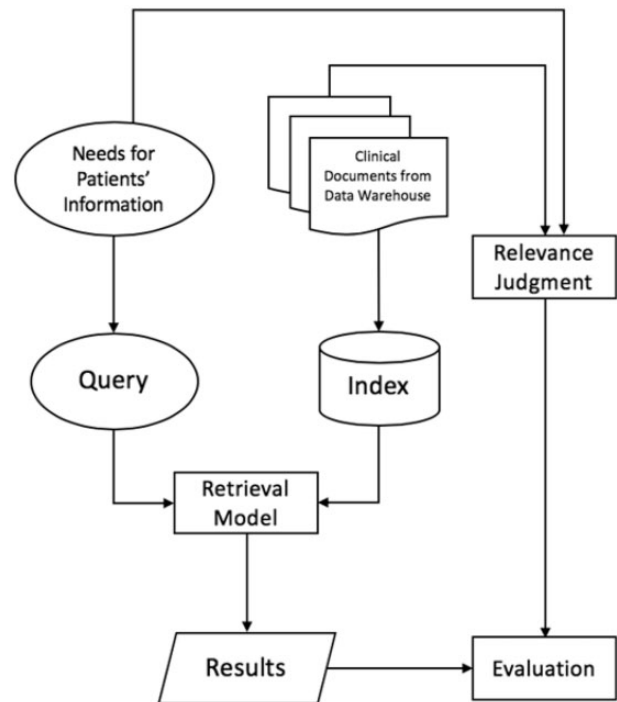 Needs for
Patients’
Information
Clinical
Documents from
Data Warehouse
Relevance
Judgment
Query
Index
Retrieval
Model
Results
Evaluation